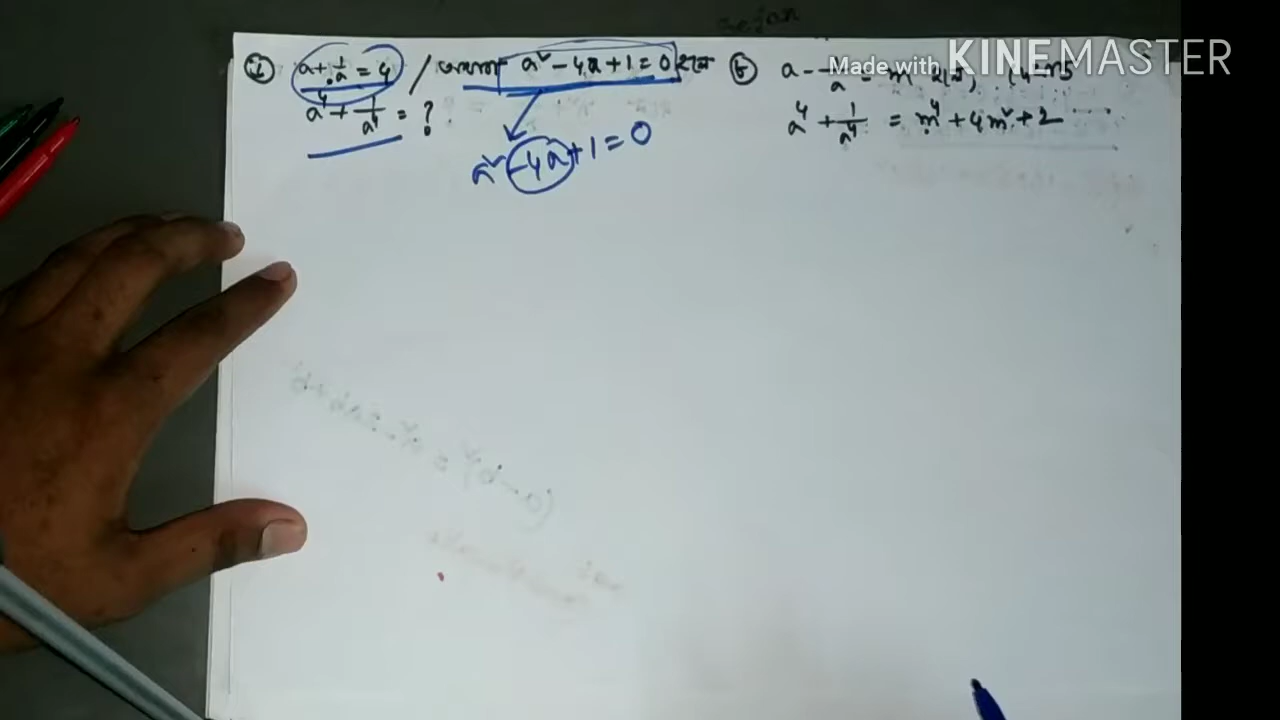 a + 1/a = 4 / অথবা a² - 4a + 1 = 0 হলে
a⁴ + 1/a⁴ = ?
a² - 4a + 1 = 0
Made with KINEMASTER
a - 1/a = m হলে,
a⁴ + 1/a⁴ = m⁴ + 4m² + 2